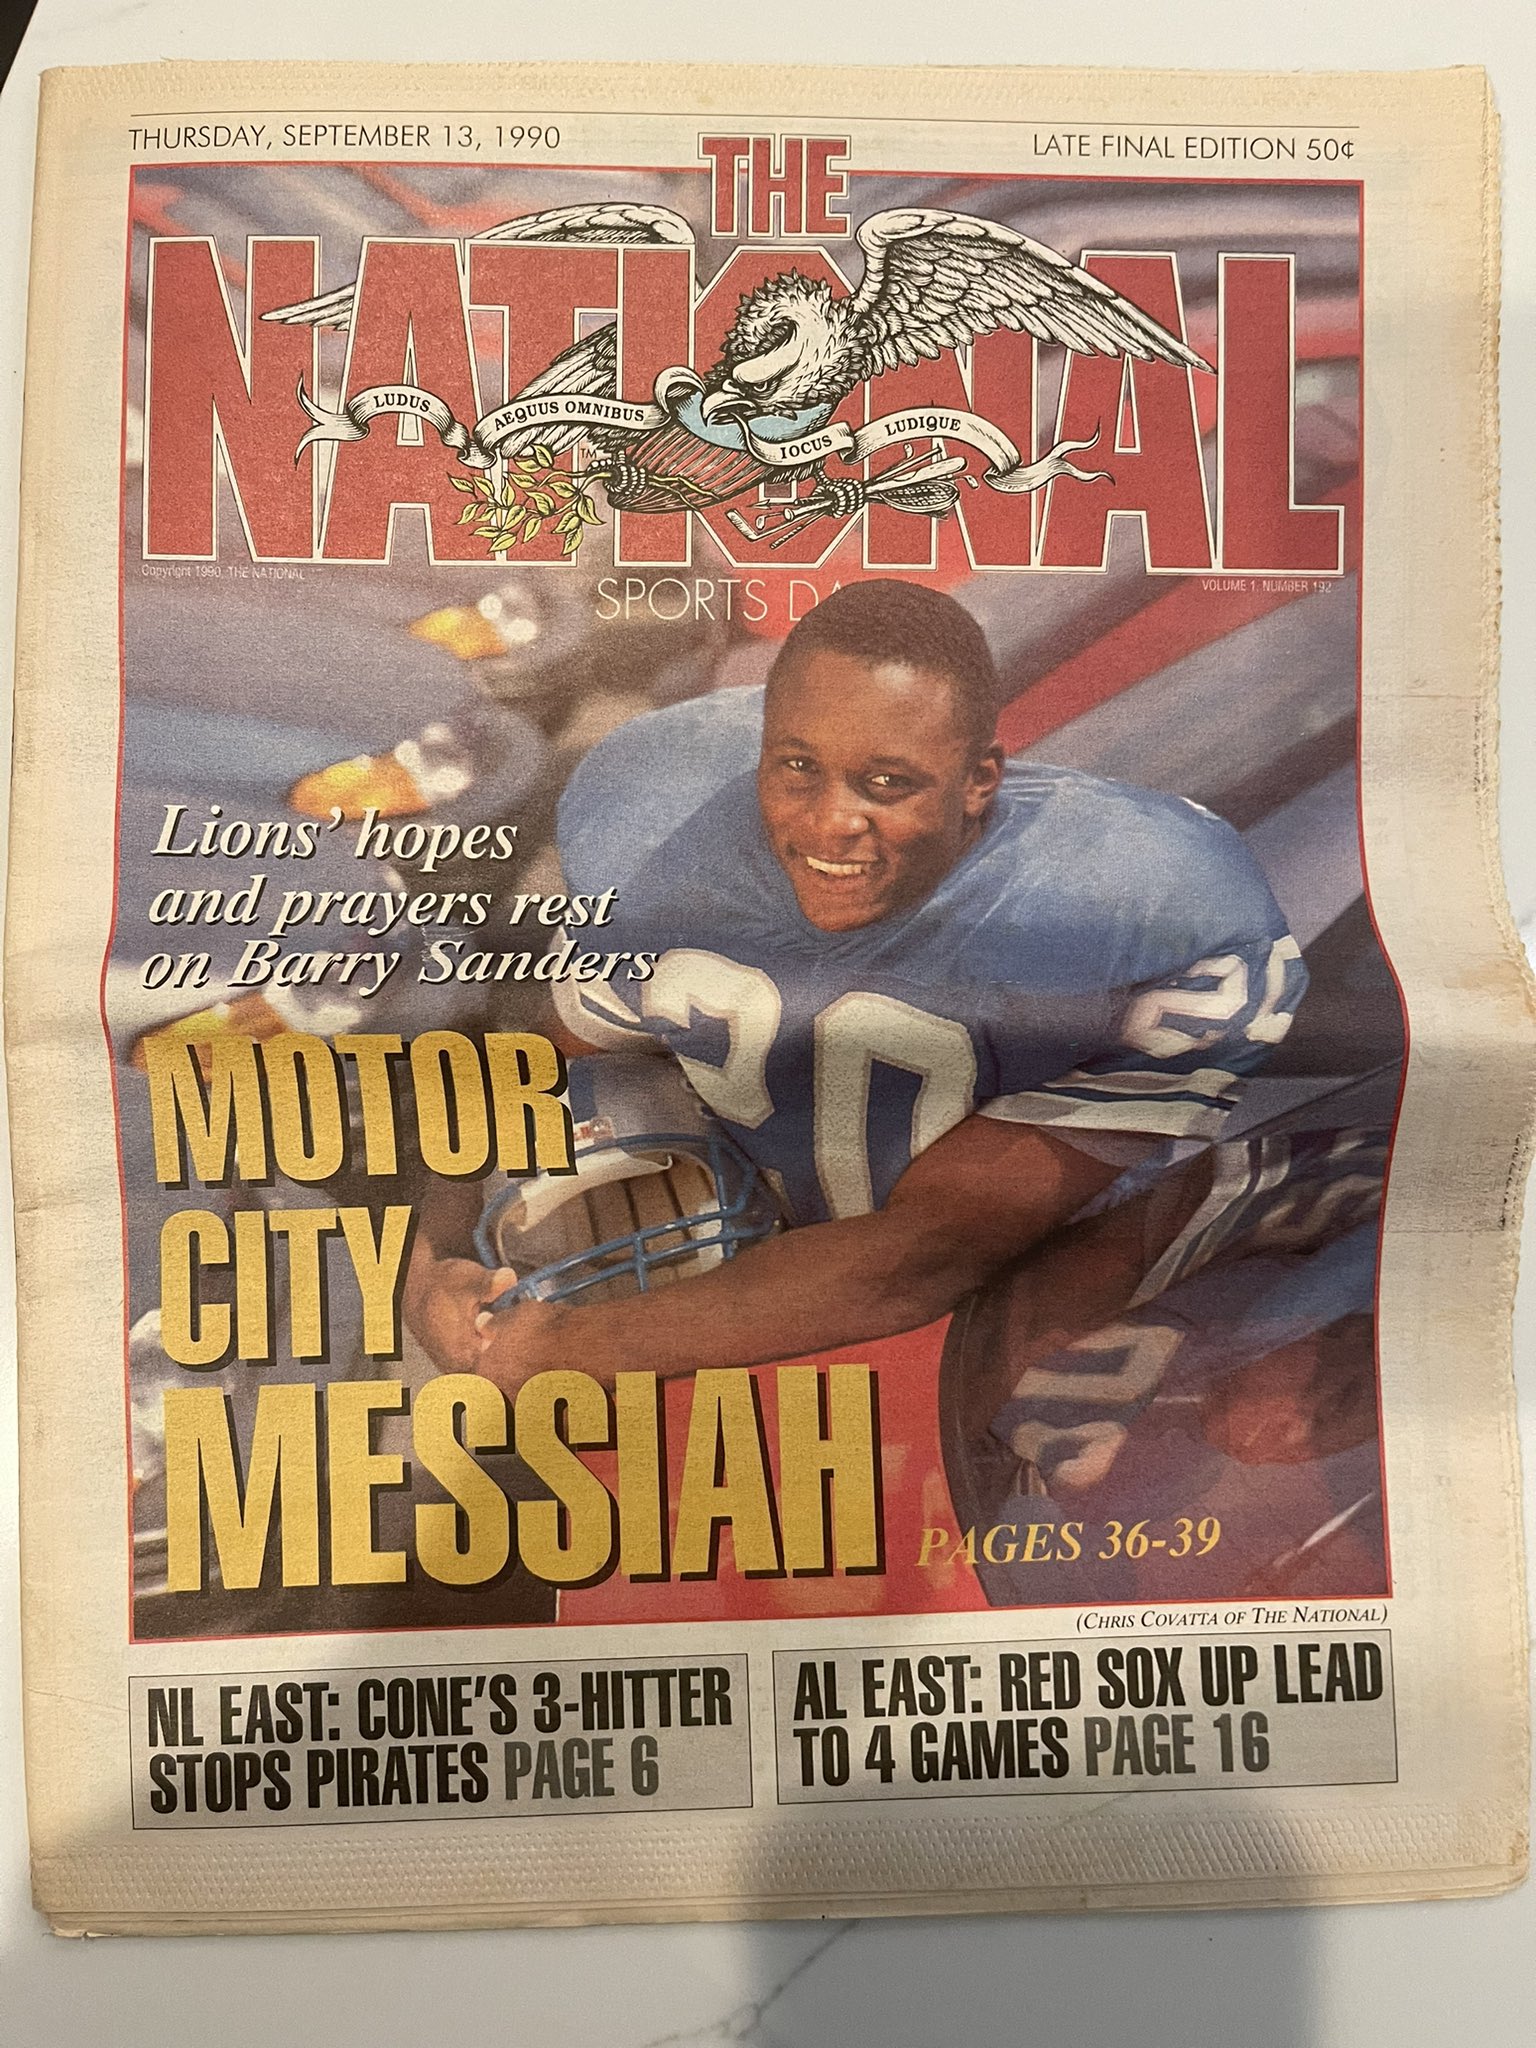 THURSDAY, SEPTEMBER 13, 1990
LATE FINAL EDITION 50¢
THE
NATIONAL
LUDUS AEQUUS OMNIBUS IOCUS LUDIQUE
TM
Copyright 1990, THE NATIONAL
VOLUME 1, NUMBER 192
SPORTS DA
Lions' hopes
and prayers rest
on Barry Sanders
MOTOR
CITY
MESSIAH
PAGES 36-39
20
20
(CHRIS COVATTA OF THE NATIONAL)
NL EAST: CONE'S 3-HITTER
STOPS PIRATES PAGE 6
AL EAST: RED SOX UP LEAD
TO 4 GAMES PAGE 16